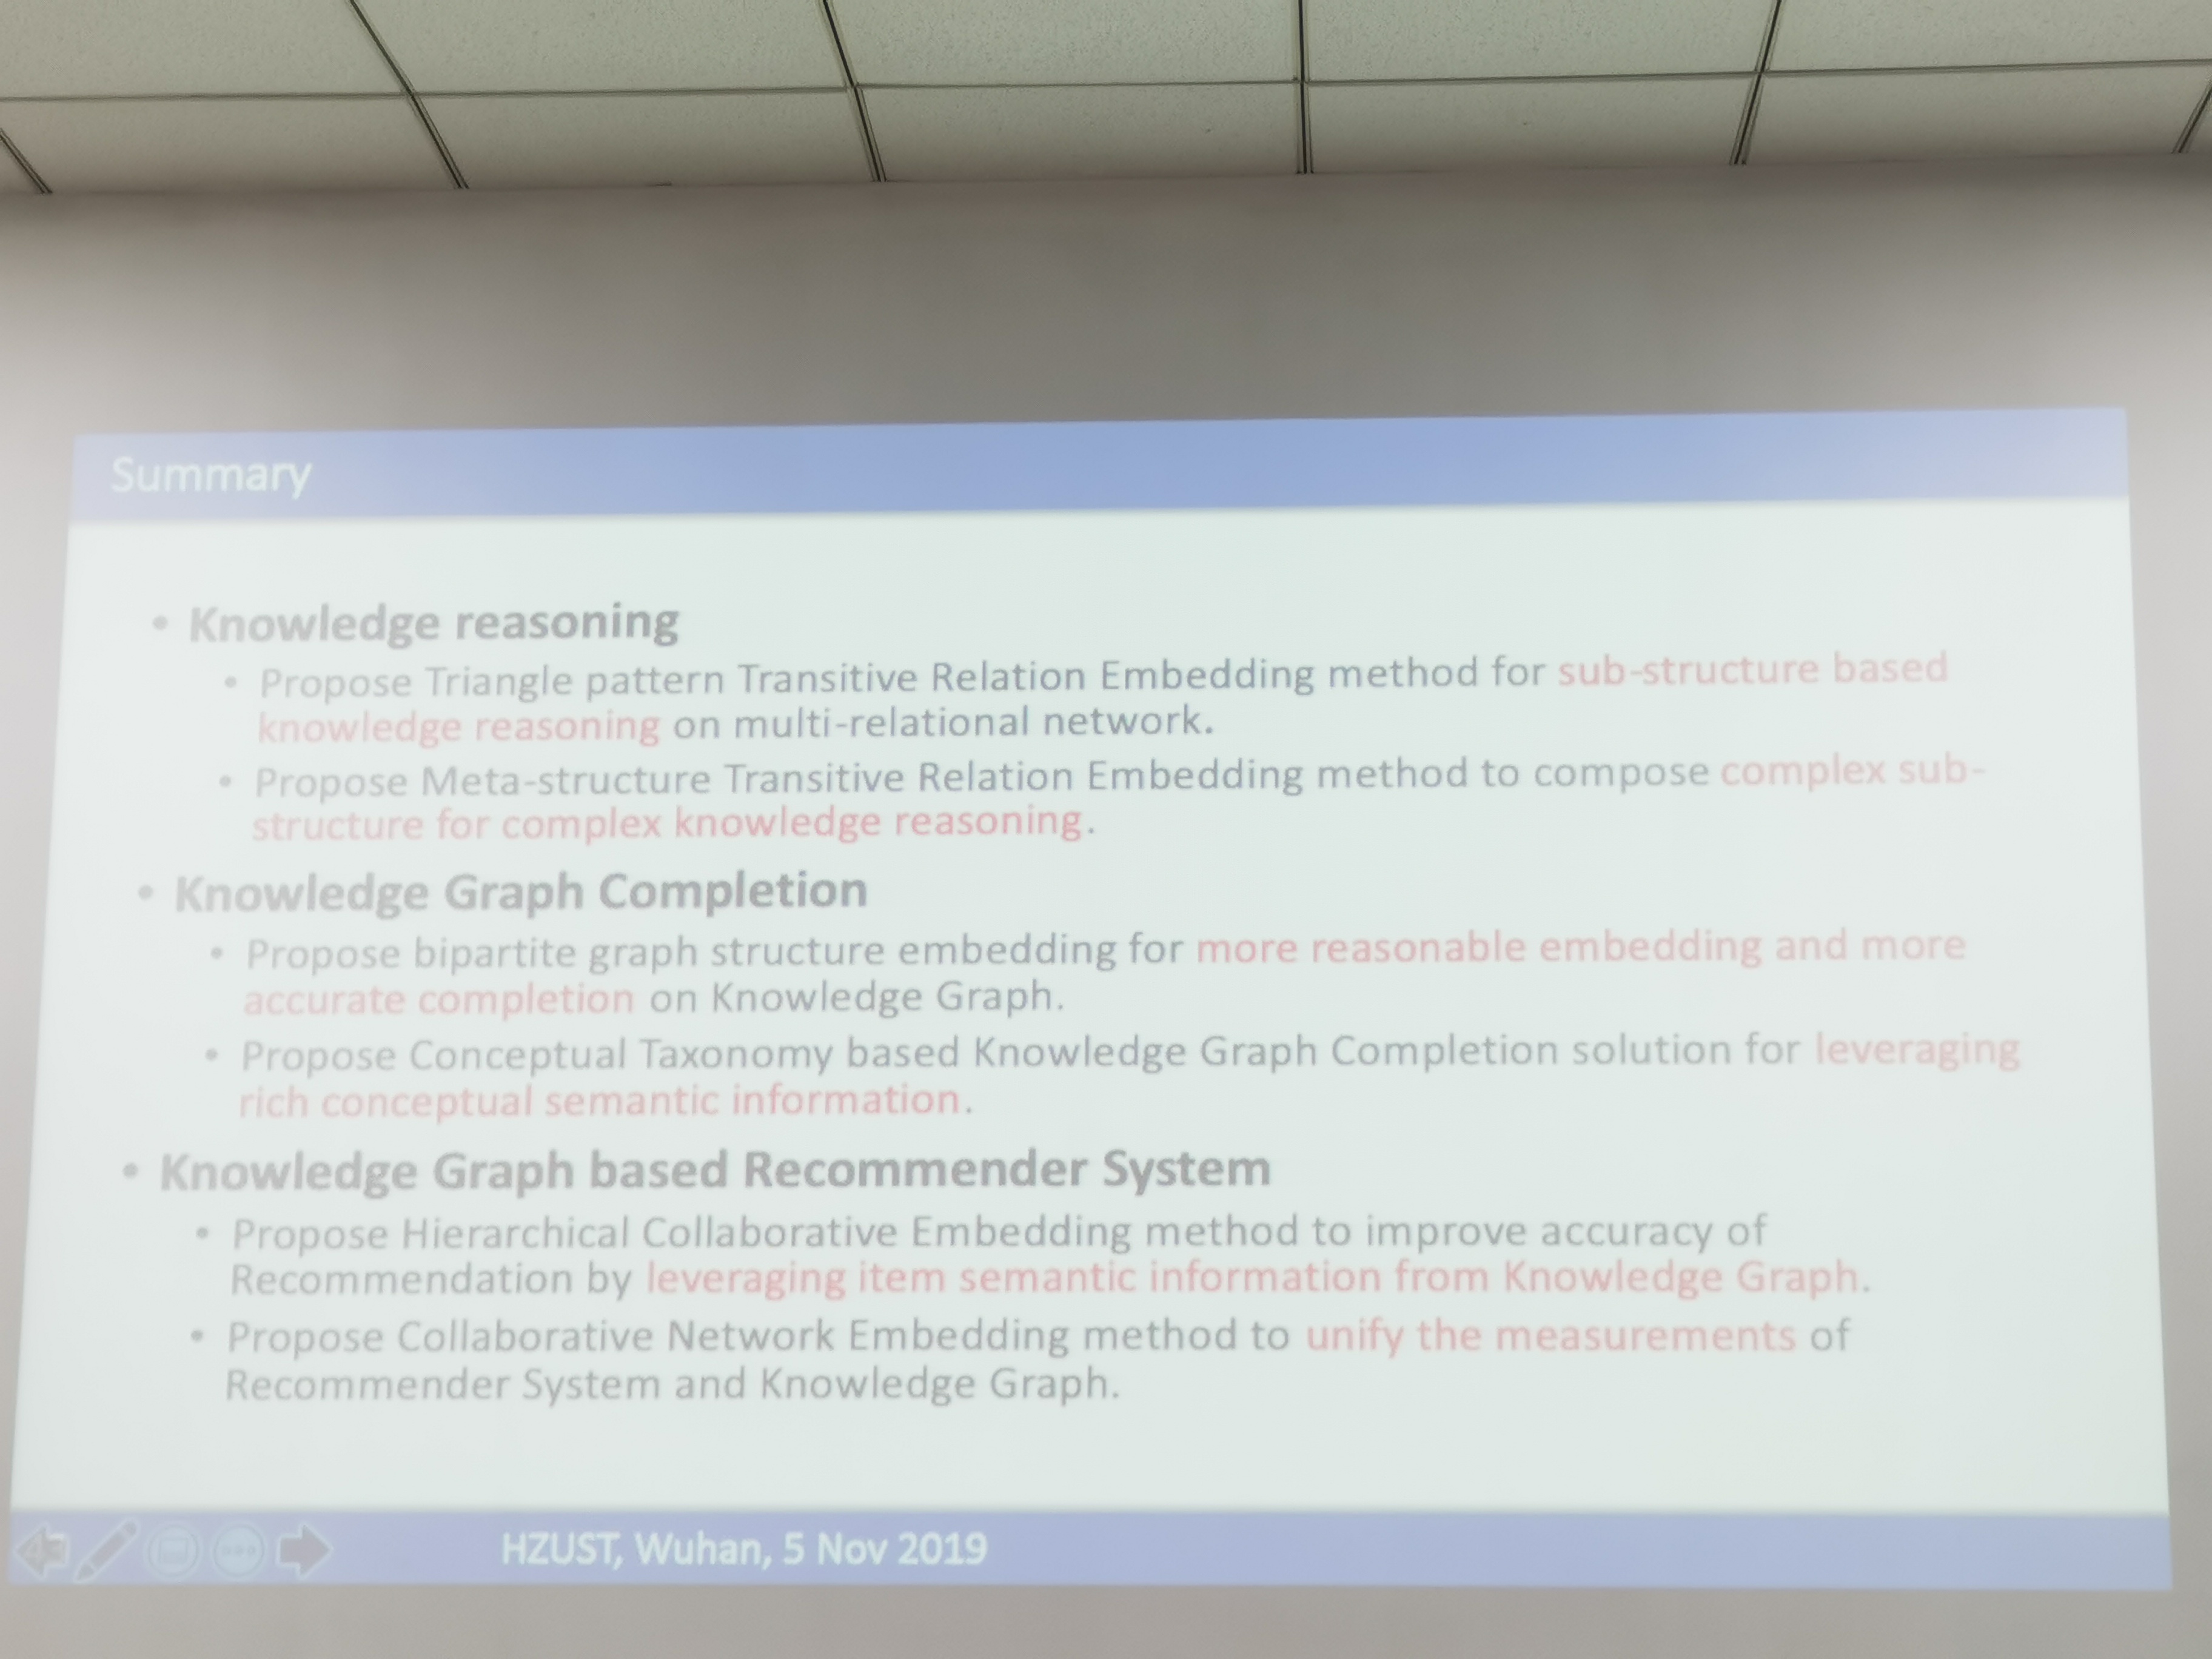 Summary
• Knowledge reasoning
• Propose Triangle pattern Transitive Relation Embedding method for sub-structure based
knowledge reasoning on multi-relational network.
• Propose Meta-structure Transitive Relation Embedding method to compose complex sub-
structure for complex knowledge reasoning.
• Knowledge Graph Completion
• Propose bipartite graph structure embedding for more reasonable embedding and more
accurate completion on Knowledge Graph.
• Propose Conceptual Taxonomy based Knowledge Graph Completion solution for leveraging
rich conceptual semantic information.
• Knowledge Graph based Recommender System
• Propose Hierarchical Collaborative Embedding method to improve accuracy of
Recommendation by leveraging item semantic information from Knowledge Graph.
• Propose Collaborative Network Embedding method to unify the measurements of
Recommender System and Knowledge Graph.
HZUST, Wuhan, 5 Nov 2019